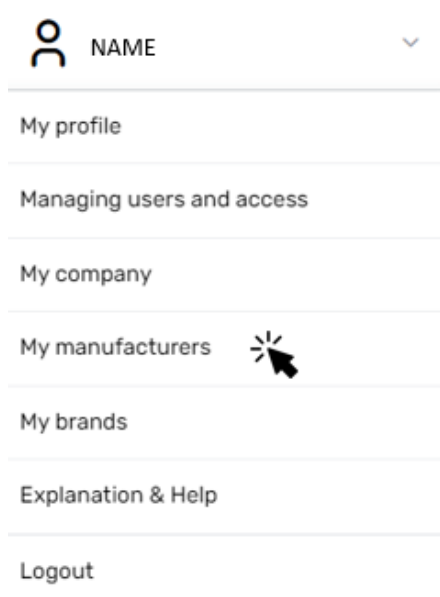 NAME
My profile
Managing users and access
My company
My manufacturers
My brands
Explanation & Help
Logout